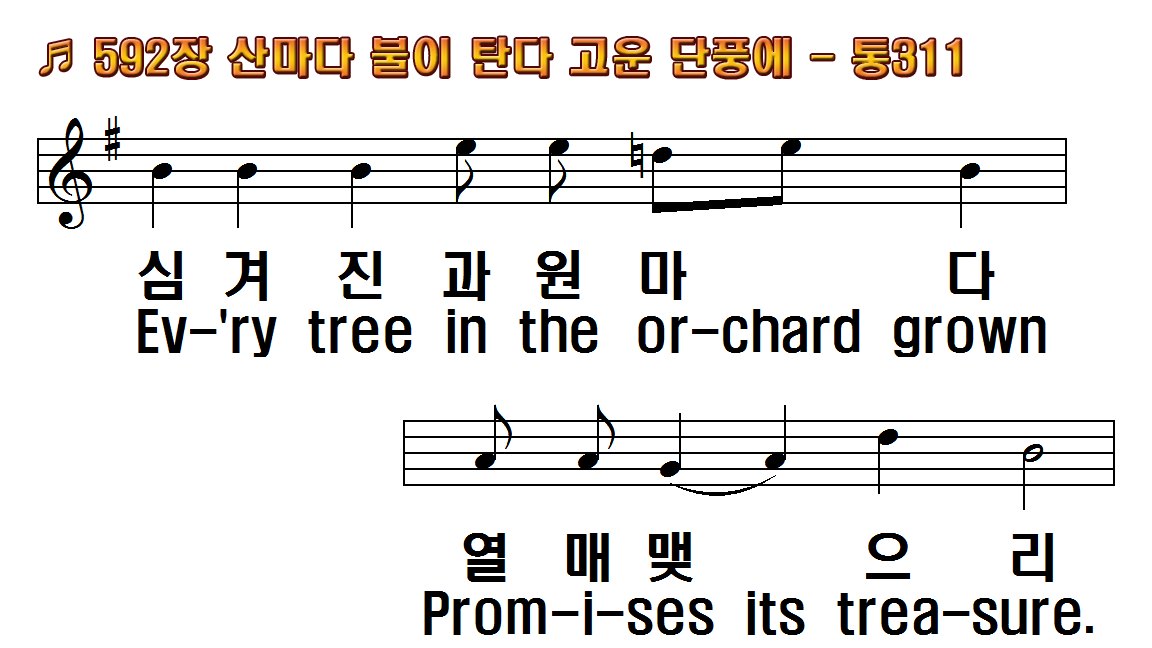 ♬ 592장 산마다 불이 탄다 고운 단풍에 - 통311
심 겨 진 과 원 마 다
Ev-'ry tree in the or-chard grown
열 매 맺 으 리
Prom-i-ses its trea-sure.